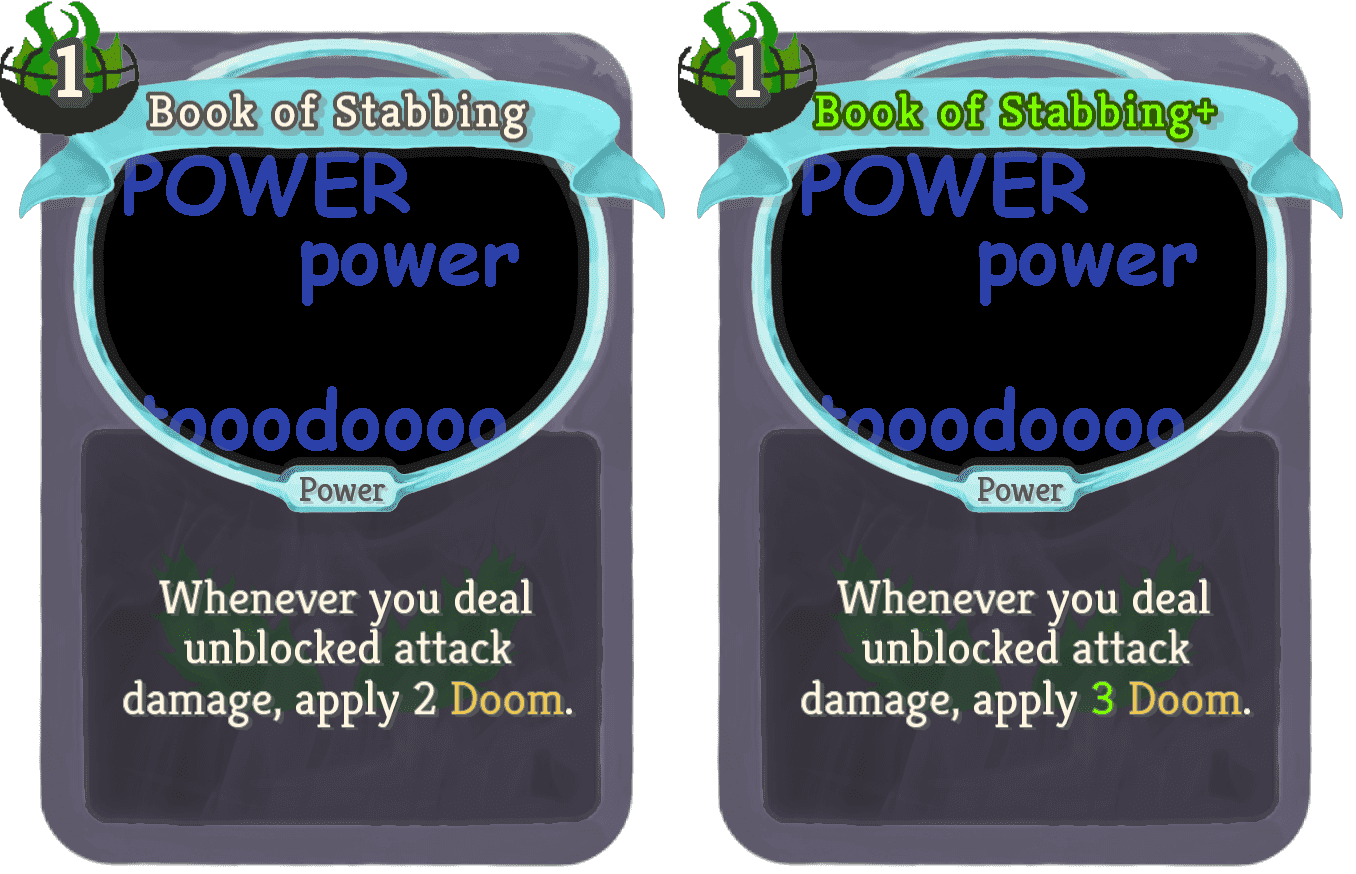 1
Book of Stabbing
POWER
power
tooodoooo
Power
Whenever you deal
unblocked attack
damage, apply 2 Doom.
1
Book of Stabbing+
POWER
power
tooodoooo
Power
Whenever you deal
unblocked attack
damage, apply 3 Doom.